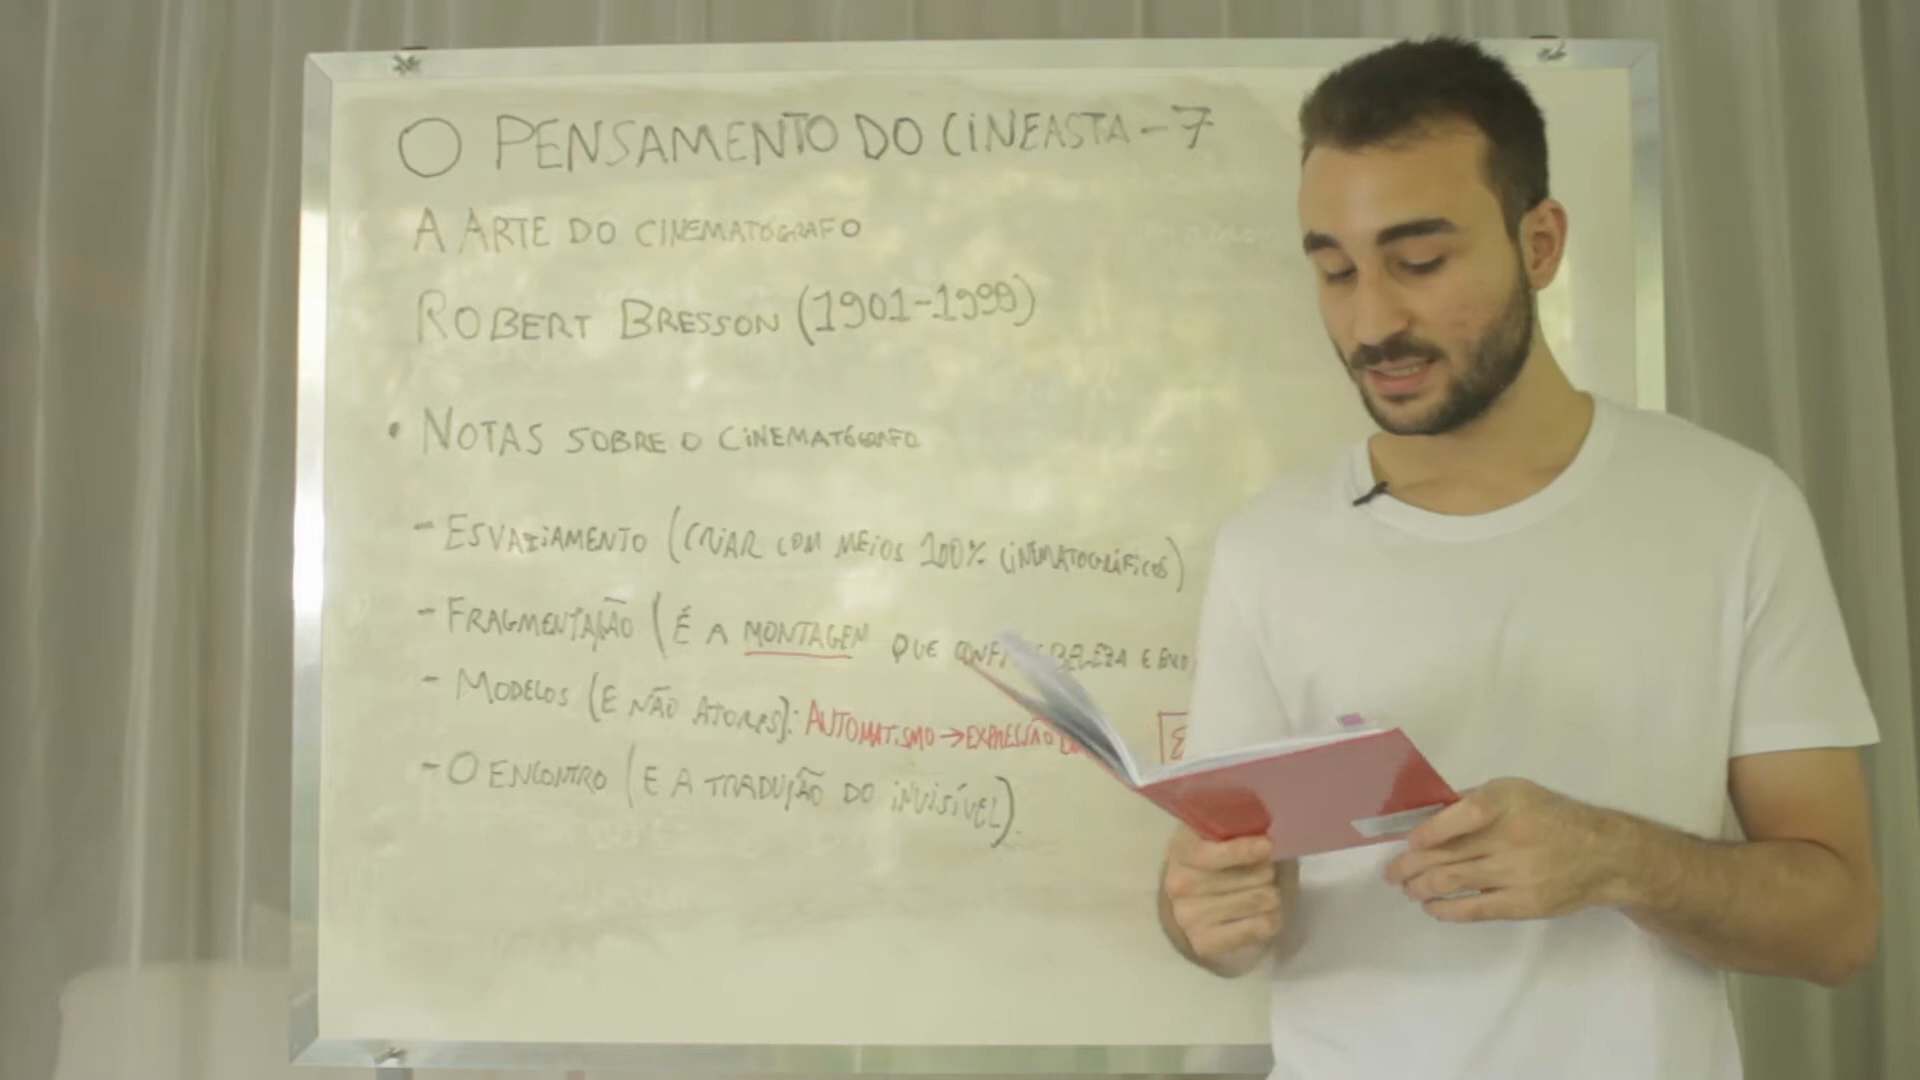 O PENSAMENTO DO CINEASTA - 7
A ARTE DO CINEMATÓGRAFO
ROBERT BRESSON (1901-1999)
• NOTAS SOBRE O CINEMATÓGRAFO
- ESVAZIAMENTO (CRIAR COM MEIOS 100% CINEMATOGRÁFICOS)
- FRAGMENTAÇÃO (É A MONTAGEM QUE BELEZA E
- MODELOS (E NÃO ATORES): AUTOMATISMO → EXPRESSÃO
- O ENCONTRO (E A TRADUÇÃO DO INVISÍVEL).